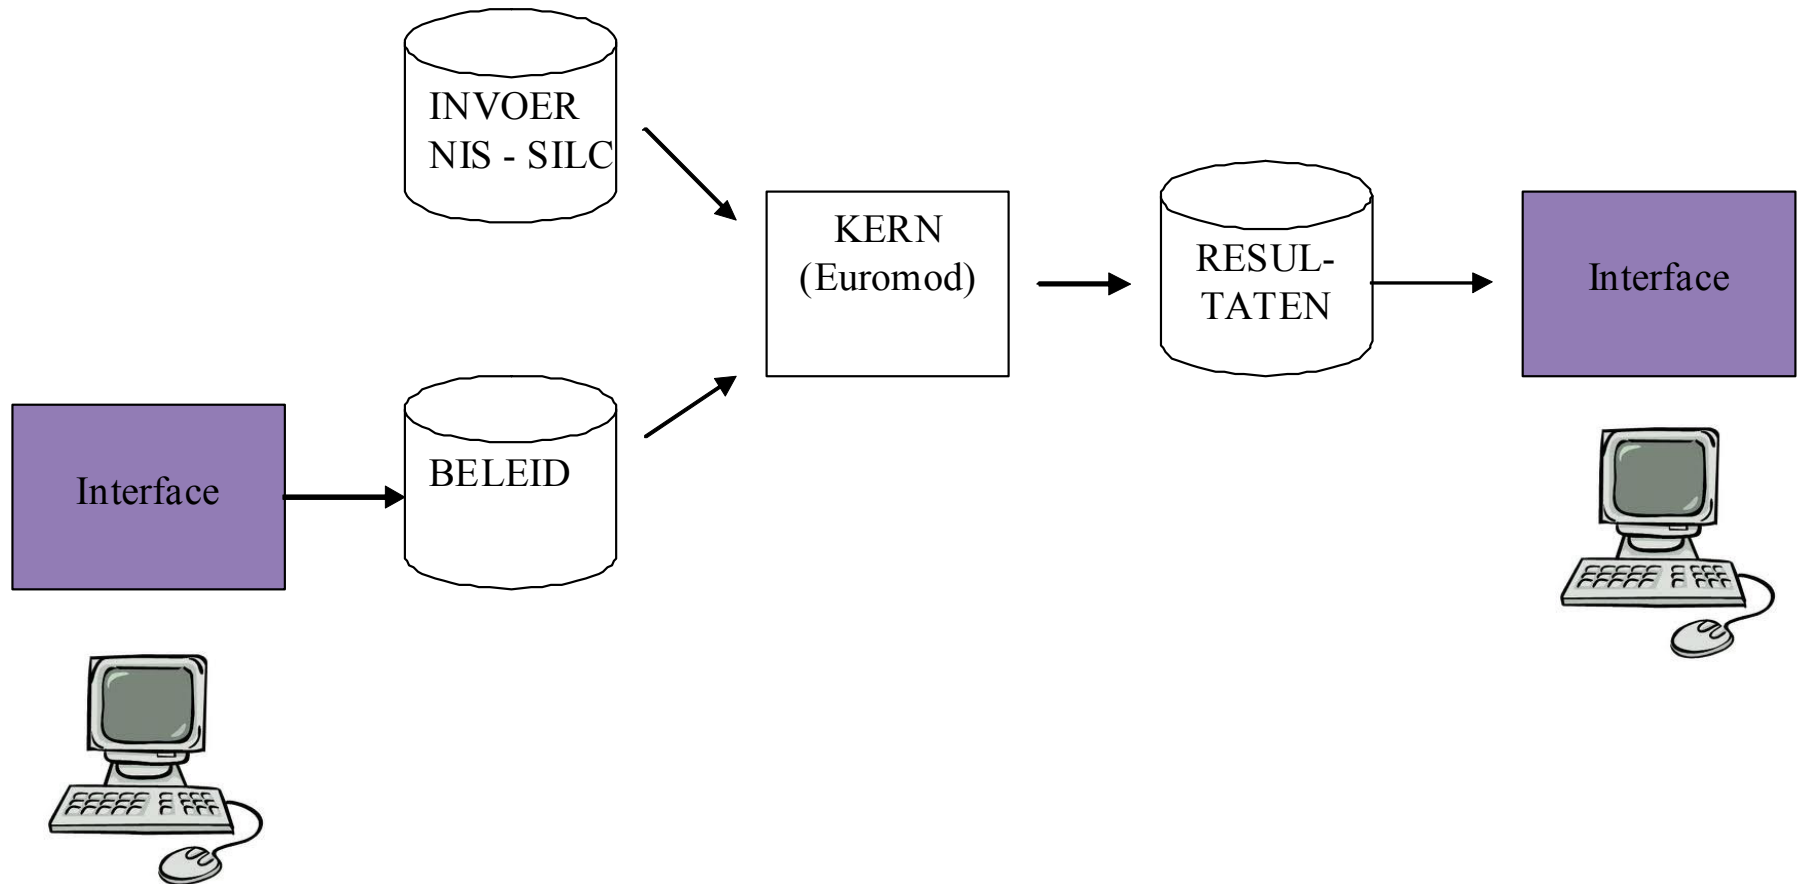 INVOER
NIS - SILC
KERN
(Euromod)
RESUL-
TATEN
Interface
Interface
BELEID